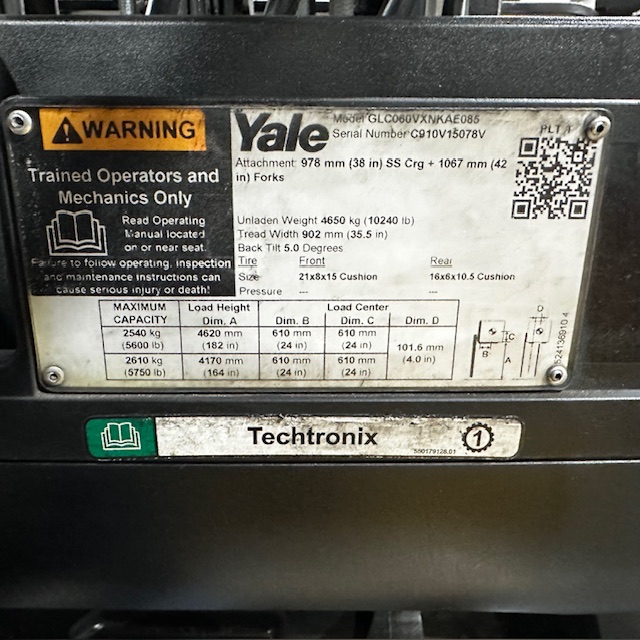 WARNING
Trained Operators and
Mechanics Only
Read Operating
Manual located
on or near seat.
Failure to follow operating, inspection
and maintenance instructions can
cause serious injury or death!
Yale
Model GLC060VXNKAE085
Serial Number C910V15078V
PLT 1
Attachment: 978 mm (38 in) SS Crg + 1067 mm (42
in) Forks
Unladen Weight 4650 kg (10240 lb)
Tread Width 902 mm (35.5 in)
Back Tilt 5.0 Degrees
Tire Front Rear
Size 21x8x15 Cushion 16x6x10.5 Cushion
Pressure --- ---
MAXIMUM Load Height Load Center
CAPACITY Dim. A Dim. B Dim. C Dim. D
2540 kg 4620 mm 610 mm 610 mm
(5600 lb) (182 in) (24 in) (24 in)
101.6 mm
(4.0 in)
2610 kg 4170 mm 610 mm 610 mm
(5750 lb) (164 in) (24 in) (24 in)
D
C
B
A
524136910 4
Techtronix
1
550179128.01